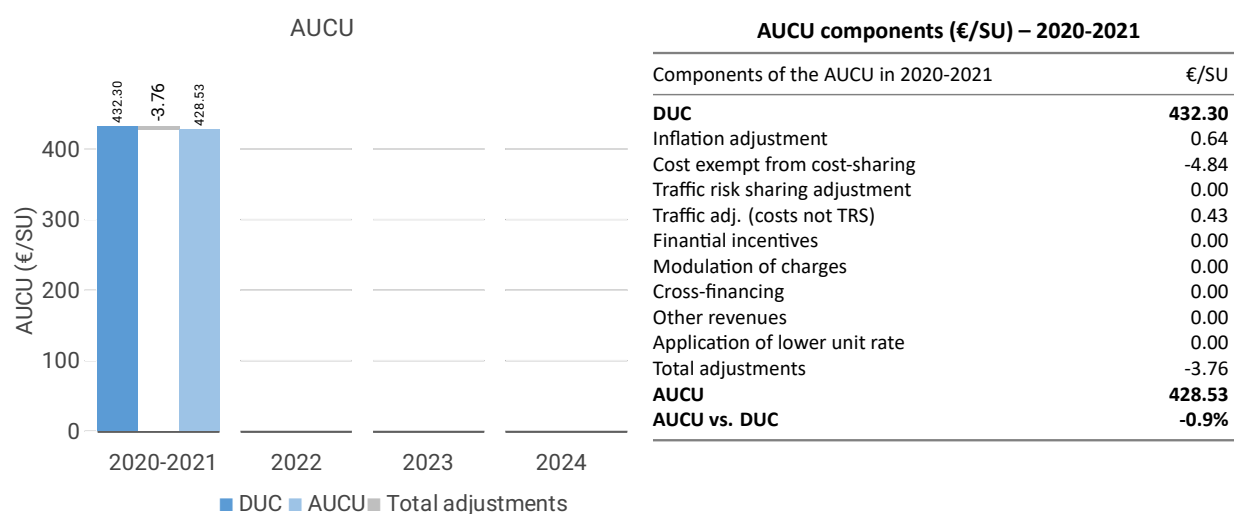 AUCU
432.30
-3.76
428.53
400
300
200
100
0
AUCU (€/SU)
2020-2021 2022 2023 2024
DUC AUCU Total adjustments
AUCU components (€/SU) – 2020-2021
Components of the AUCU in 2020-2021 €/SU
DUC 432.30
Inflation adjustment 0.64
Cost exempt from cost-sharing -4.84
Traffic risk sharing adjustment 0.00
Traffic adj. (costs not TRS) 0.43
Finantial incentives 0.00
Modulation of charges 0.00
Cross-financing 0.00
Other revenues 0.00
Application of lower unit rate 0.00
Total adjustments -3.76
AUCU 428.53
AUCU vs. DUC -0.9%